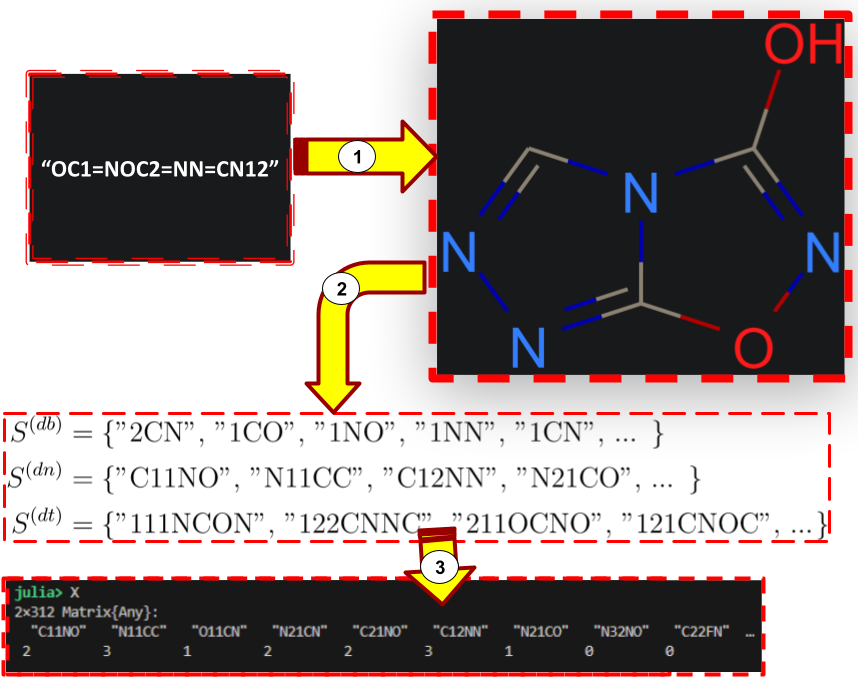 “OC1=NOC2=NN=CN12”
1
OH
N
N
N
N
O
2
S(db) = {”2CN”, ”1CO”, ”1NO”, ”1NN”, ”1CN”, ... }
S(dn) = {”C11NO”, ”N11CC”, ”C12NN”, ”N21CO”, ... }
S(dt) = {”111NCON”, ”122CNNC”, ”211OCNO”, ”121CNOC”, ...}
3
julia> X
2×312 Matrix{Any}:
"C11NO" "N11CC" "O11CN" "N21CN" "C21NO" "C12NN" "N21CO" "N32NO" "C22FN" …
2 3 1 2 2 3 1 0 0